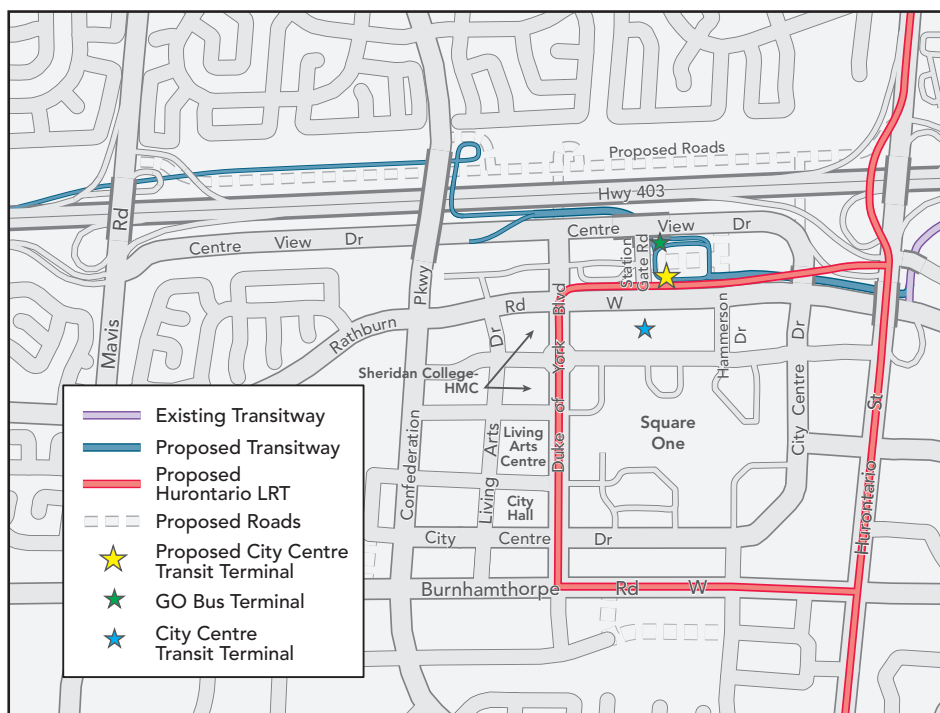 Proposed Roads
Hwy 403
Mavis Rd
Centre View Dr
Centre View Dr
Station Gate Rd
Confederation Pkwy
Rathburn Rd W
Hammerson Dr
Duke of York Blvd
Living Arts Dr
City Centre Dr
Hurontario St
Sheridan College-
HMC
Square
One
Living
Arts
Centre
City
Hall
City Centre Dr
Burnhamthorpe Rd W
Existing Transitway
Proposed Transitway
Proposed
Hurontario LRT
Proposed Roads
Proposed City Centre
Transit Terminal
GO Bus Terminal
City Centre
Transit Terminal